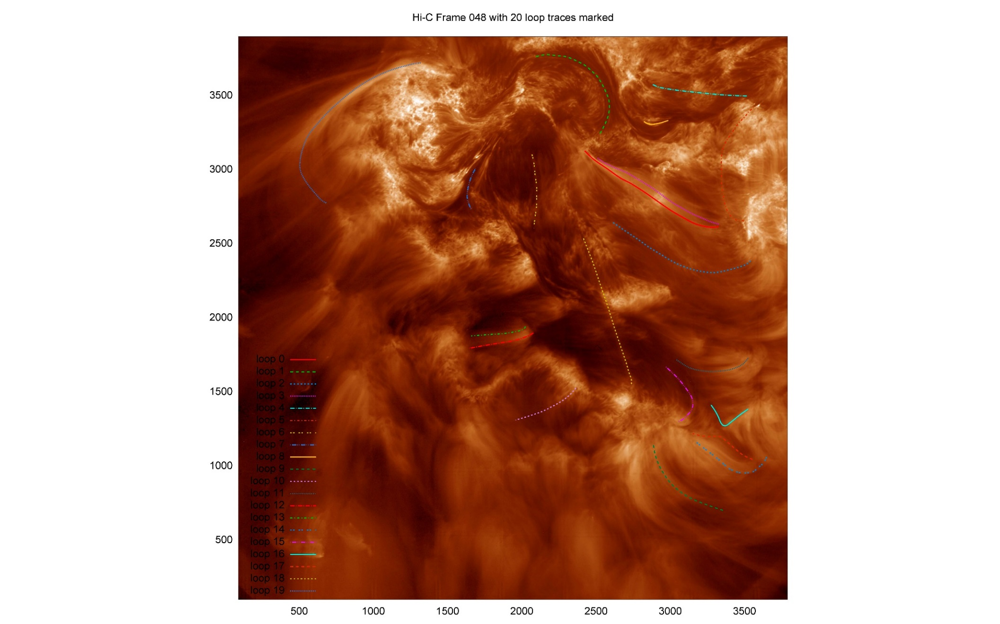 Hi-C Frame 048 with 20 loop traces marked
3500
3000
2500
2000
1500
1000
500
loop 0
loop 1
loop 2
loop 3
loop 4
loop 5
loop 6
loop 7
loop 8
loop 9
loop 10
loop 11
loop 12
loop 13
loop 14
loop 15
loop 16
loop 17
loop 18
loop 19
500 1000 1500 2000 2500 3000 3500